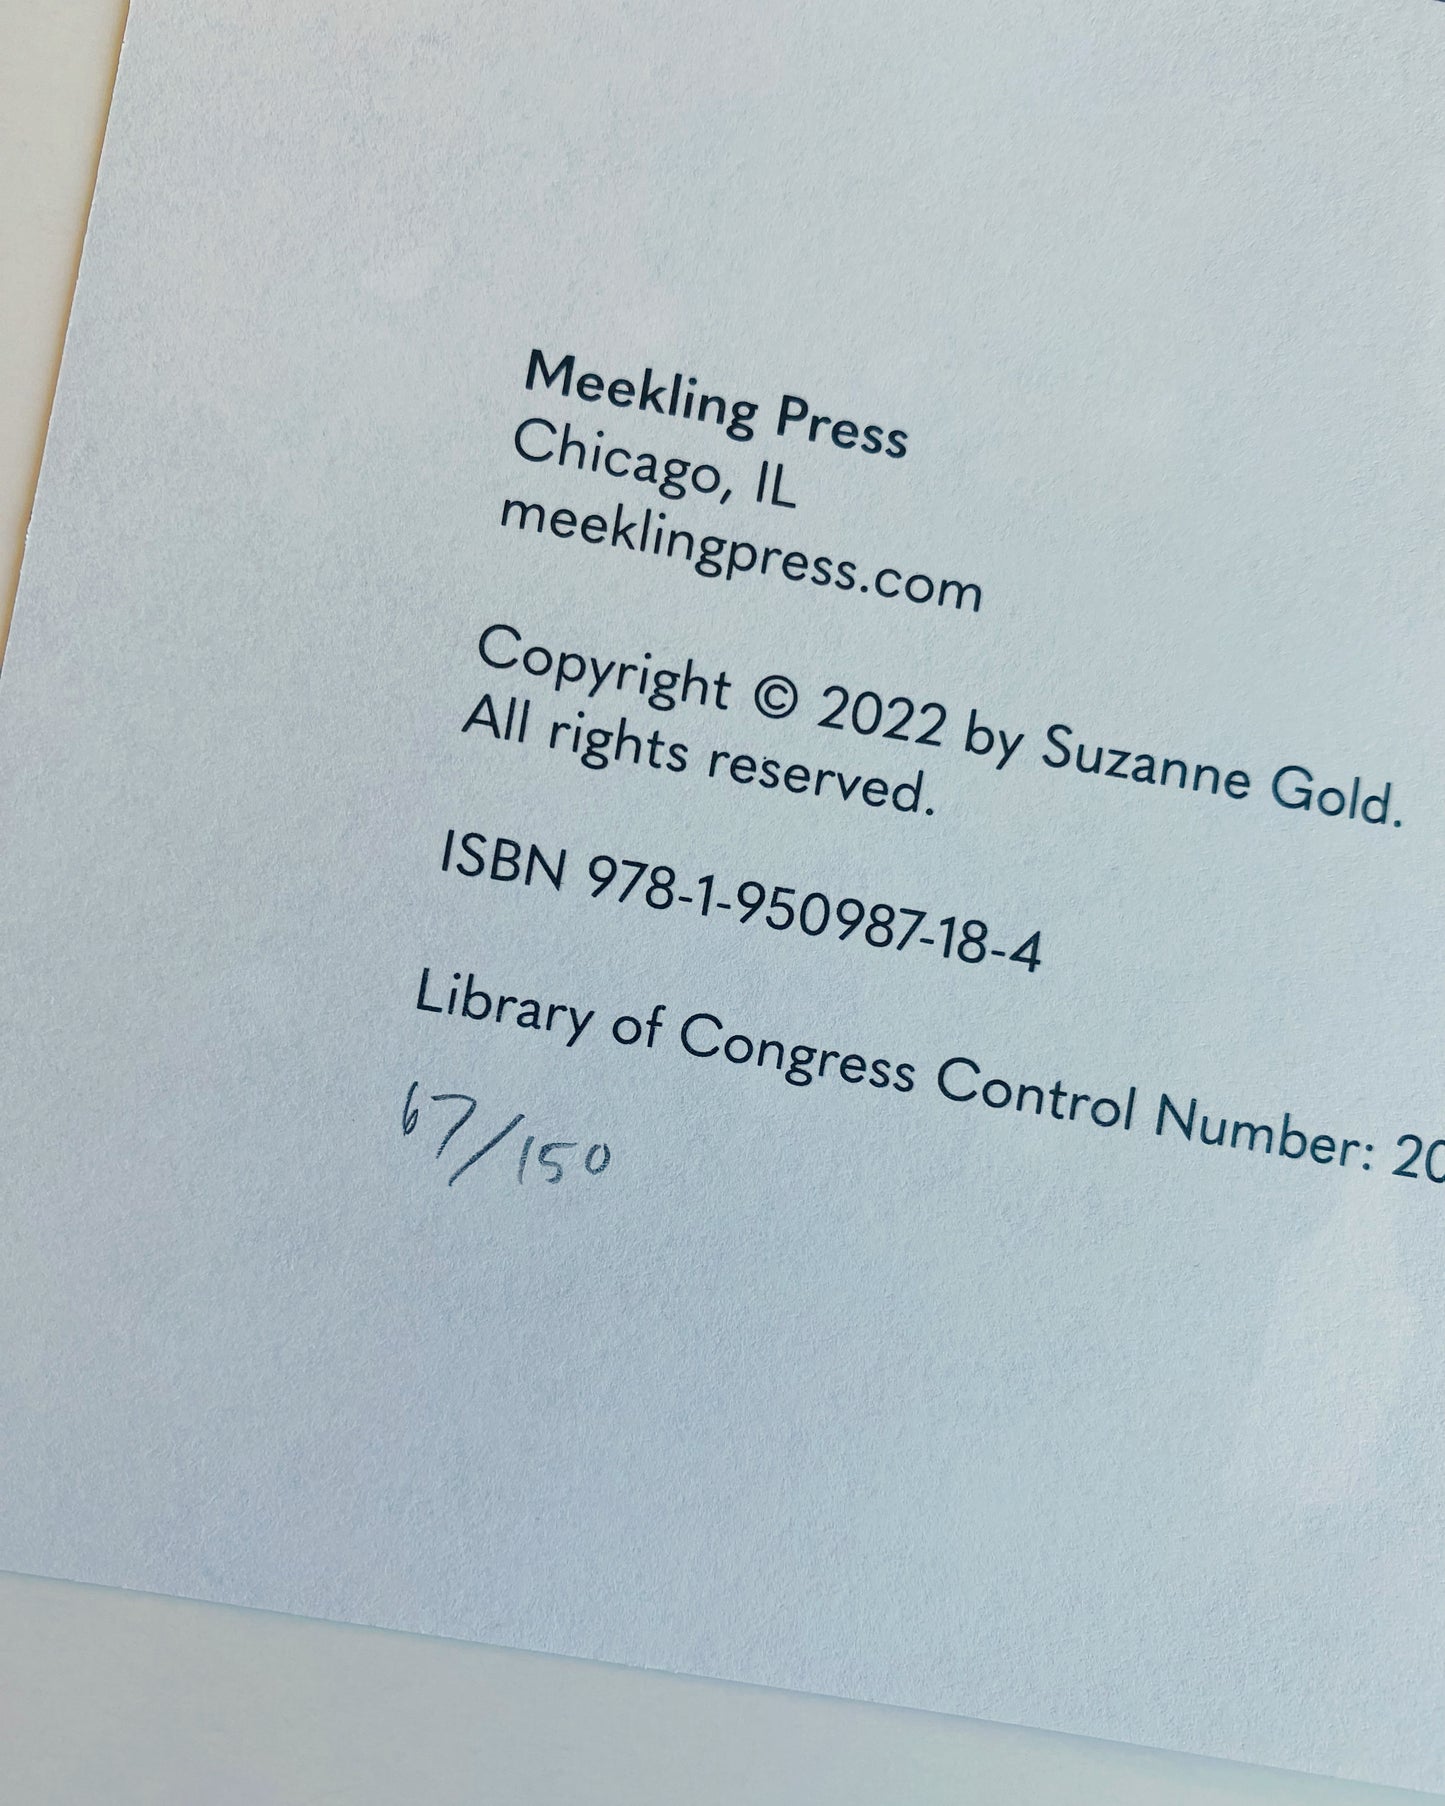 Meekling Press
Chicago, IL
meeklingpress.com
Copyright © 2022 by Suzanne Gold.
All rights reserved.
ISBN 978-1-950987-18-4
Library of Congress Control Number: 20
67/150